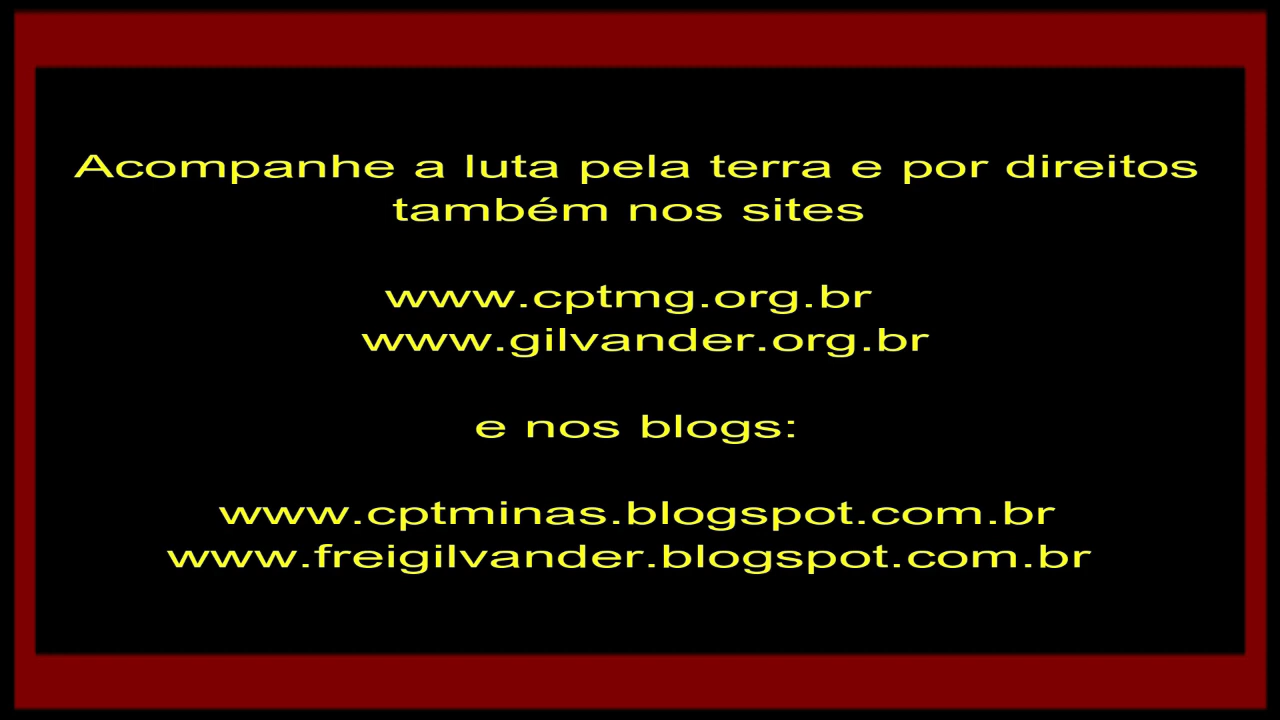 Acompanhe a luta pela terra e por direitos
também nos sites
www.cptmg.org.br
www.gilvander.org.br
e nos blogs:
www.cptminas.blogspot.com.br
www.freigilvander.blogspot.com.br